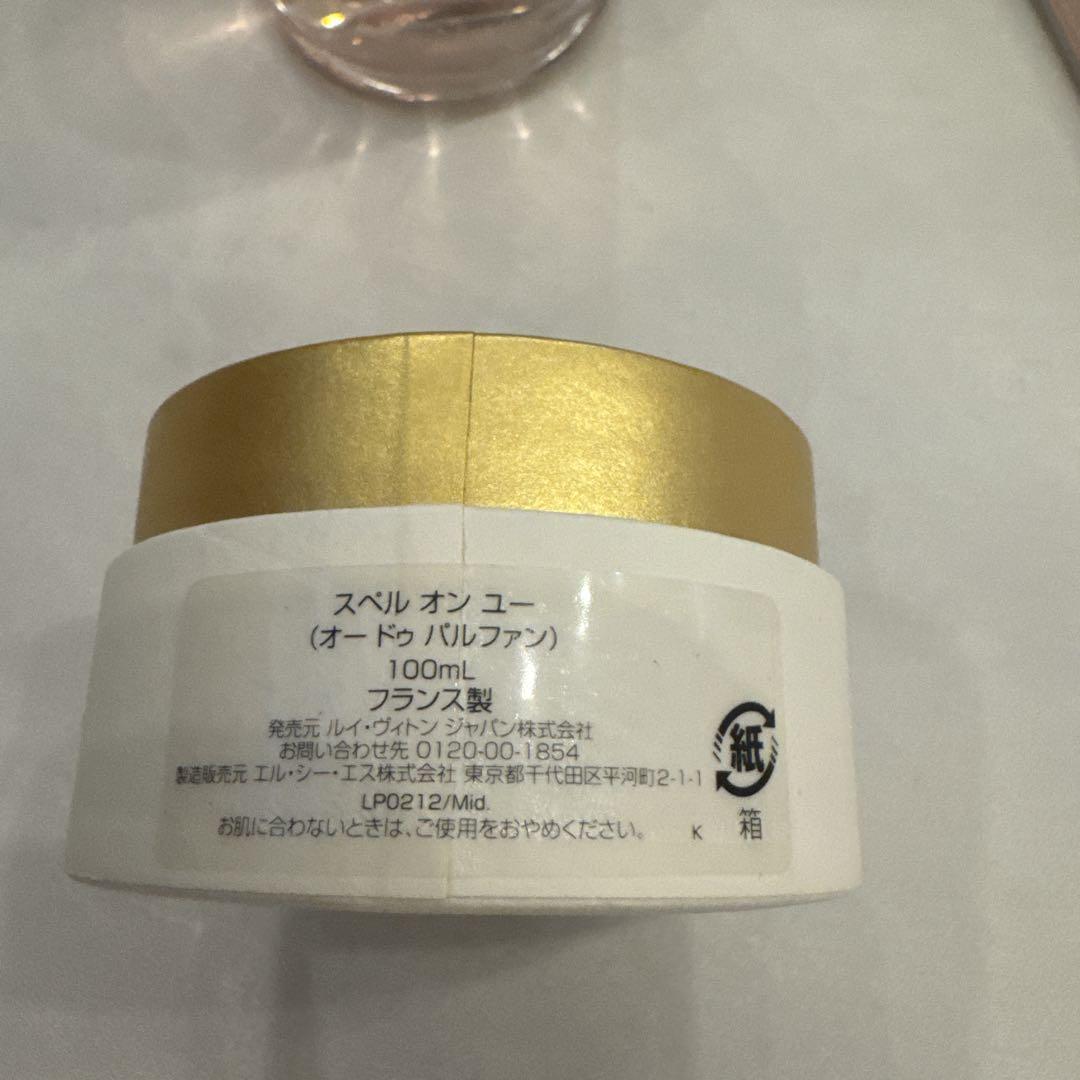 スペル オン ユー
(オー ドゥ パルファン)
100mL
フランス製
発売元 ルイ・ヴィトン ジャパン株式会社
お問い合わせ先 0120-00-1854
製造販売元 エル・シー・エス株式会社 東京都千代田区平河町2-1-1
LP0212/Mid.
お肌に合わないときは、ご使用をおやめください。 K
紙
箱